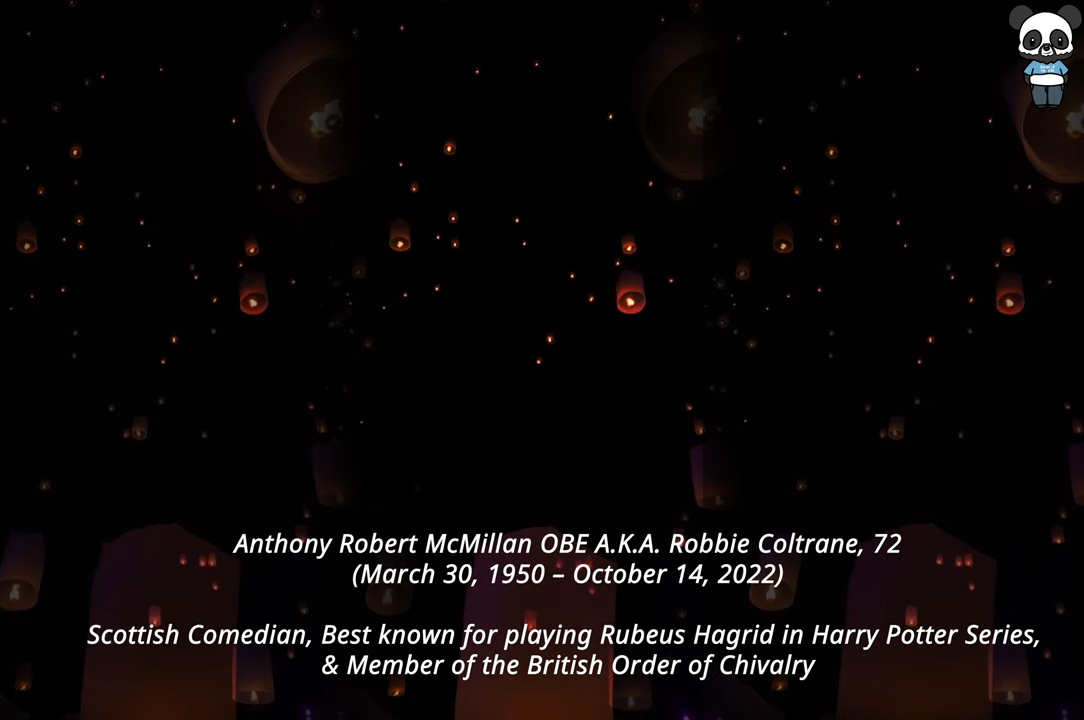 Anthony Robert McMillan OBE A.K.A. Robbie Coltrane, 72
(March 30, 1950 – October 14, 2022)
Scottish Comedian, Best known for playing Rubeus Hagrid in Harry Potter Series,
& Member of the British Order of Chivalry